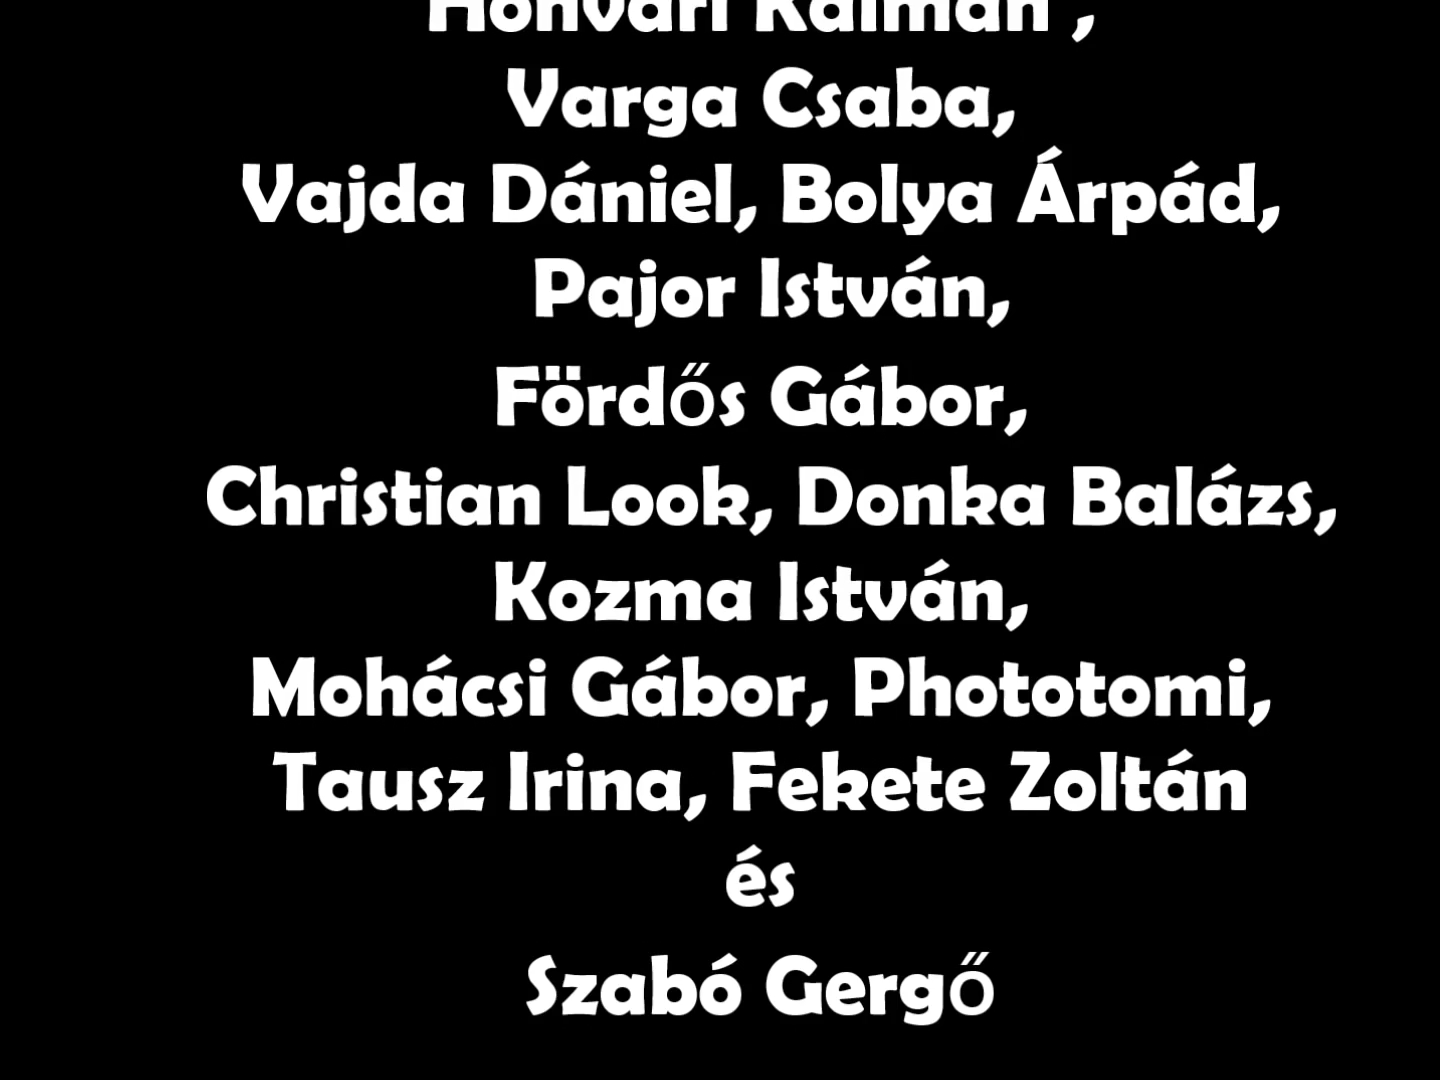 Varga Csaba,
Vajda Dániel, Bolya Árpád,
Pajor István,
Fördős Gábor,
Christian Look, Donka Balázs,
Kozma István,
Mohácsi Gábor, Phototomi,
Tausz Irina, Fekete Zoltán
és
Szabó Gergő